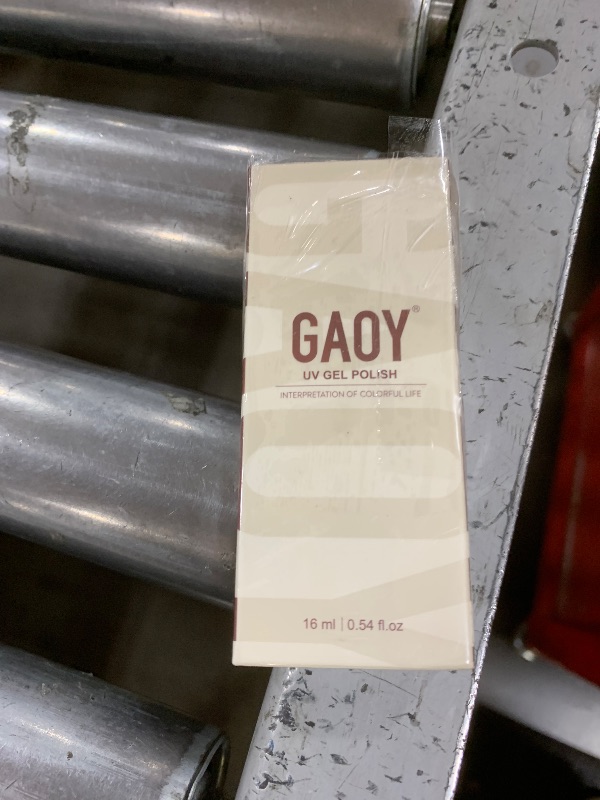 GAOY®
UV GEL POLISH
INTERPRETATION OF COLORFUL LIFE
16 ml | 0.54 fl.oz